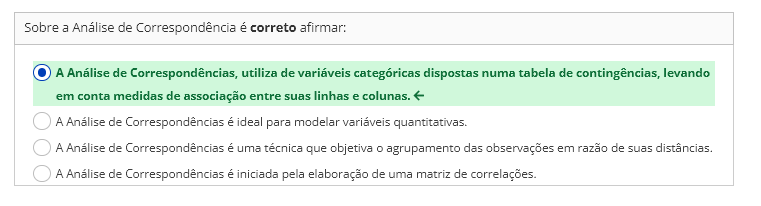 Sobre a Análise de Correspondência é correto afirmar:
A Análise de Correspondências, utiliza de variáveis categóricas dispostas numa tabela de contingências, levando
em conta medidas de associação entre suas linhas e colunas. ←
A Análise de Correspondências é ideal para modelar variáveis quantitativas.
A Análise de Correspondências é uma técnica que objetiva o agrupamento das observações em razão de suas distâncias.
A Análise de Correspondências é iniciada pela elaboração de uma matriz de correlações.